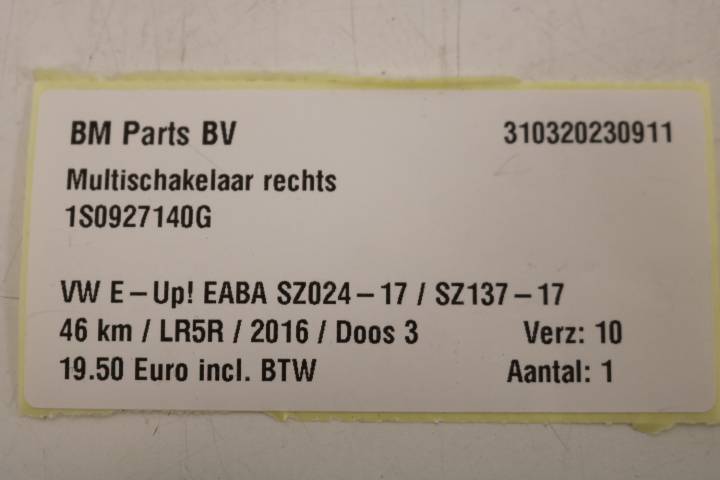 BM Parts BV 310320230911
Multischakelaar rechts
1S0927140G
VW E-Up! EABA SZ024-17 / SZ137-17
46 km / LR5R / 2016 / Doos 3 Verz: 10
19.50 Euro incl. BTW Aantal: 1